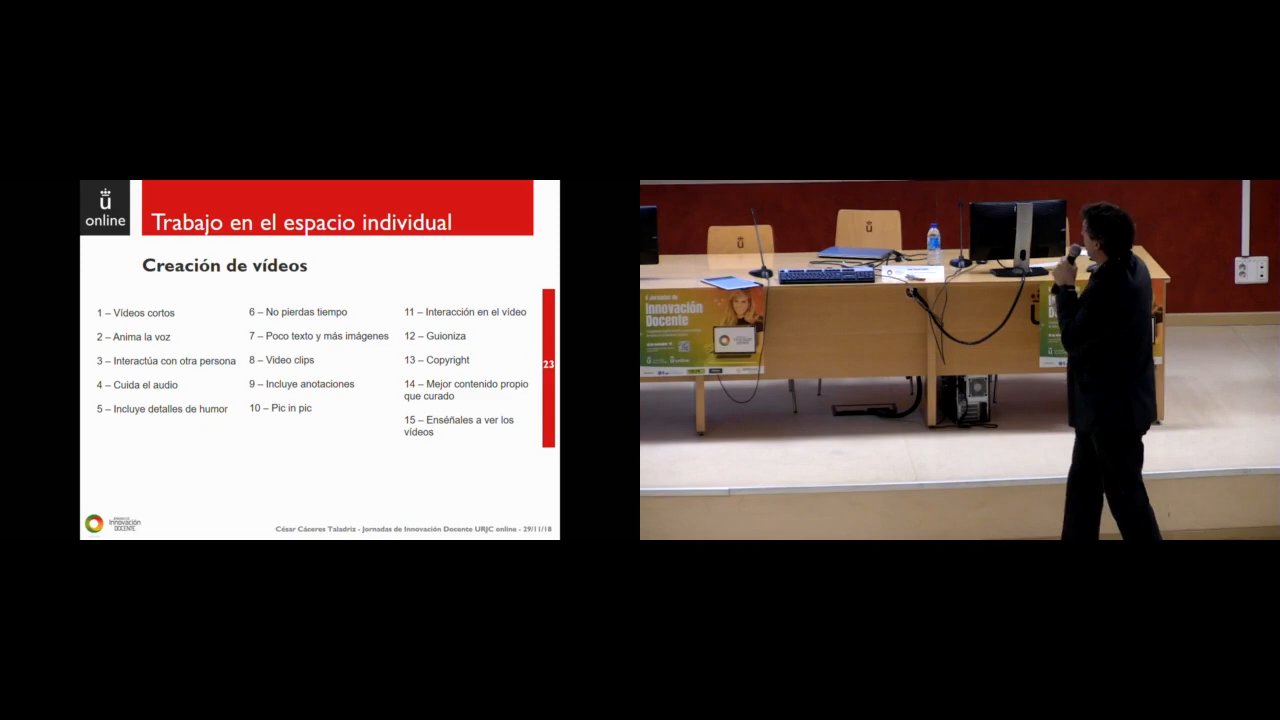 ü
online
Trabajo en el espacio individual
Creación de vídeos
1 – Vídeos cortos
2 – Anima la voz
3 – Interactúa con otra persona
4 – Cuida el audio
5 – Incluye detalles de humor
6 – No pierdas tiempo
7 – Poco texto y más imágenes
8 – Video clips
9 – Incluye anotaciones
10 – Pic in pic
11 – Interacción en el vídeo
12 – Guioniza
13 – Copyright
14 – Mejor contenido propio
que curado
15 – Enséñales a ver los
vídeos
23
Innovación
DOCENTE
César Cáceres Taladriz - Jornadas de Innovación Docente URJC online - 29/11/18
Innovación
Docente